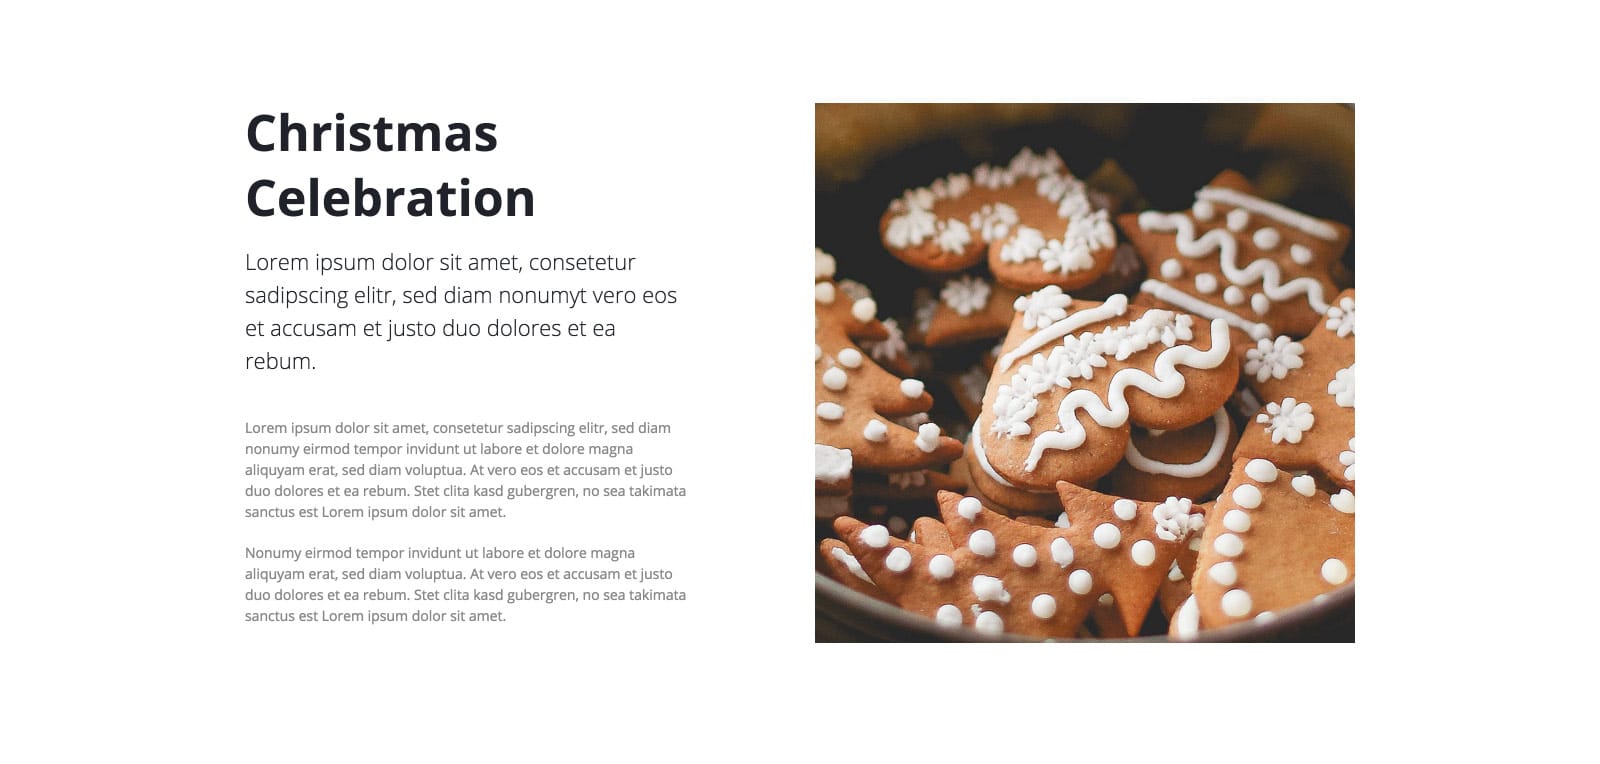 Christmas
Celebration
Lorem ipsum dolor sit amet, consetetur
sadipscing elitr, sed diam nonumyt vero eos
et accusam et justo duo dolores et ea
rebum.
Lorem ipsum dolor sit amet, consetetur sadipscing elitr, sed diam
nonumy eirmod tempor invidunt ut labore et dolore magna
aliquyam erat, sed diam voluptua. At vero eos et accusam et justo
duo dolores et ea rebum. Stet clita kasd gubergren, no sea takimata
sanctus est Lorem ipsum dolor sit amet.
Nonumy eirmod tempor invidunt ut labore et dolore magna
aliquyam erat, sed diam voluptua. At vero eos et accusam et justo
duo dolores et ea rebum. Stet clita kasd gubergren, no sea takimata
sanctus est Lorem ipsum dolor sit amet.